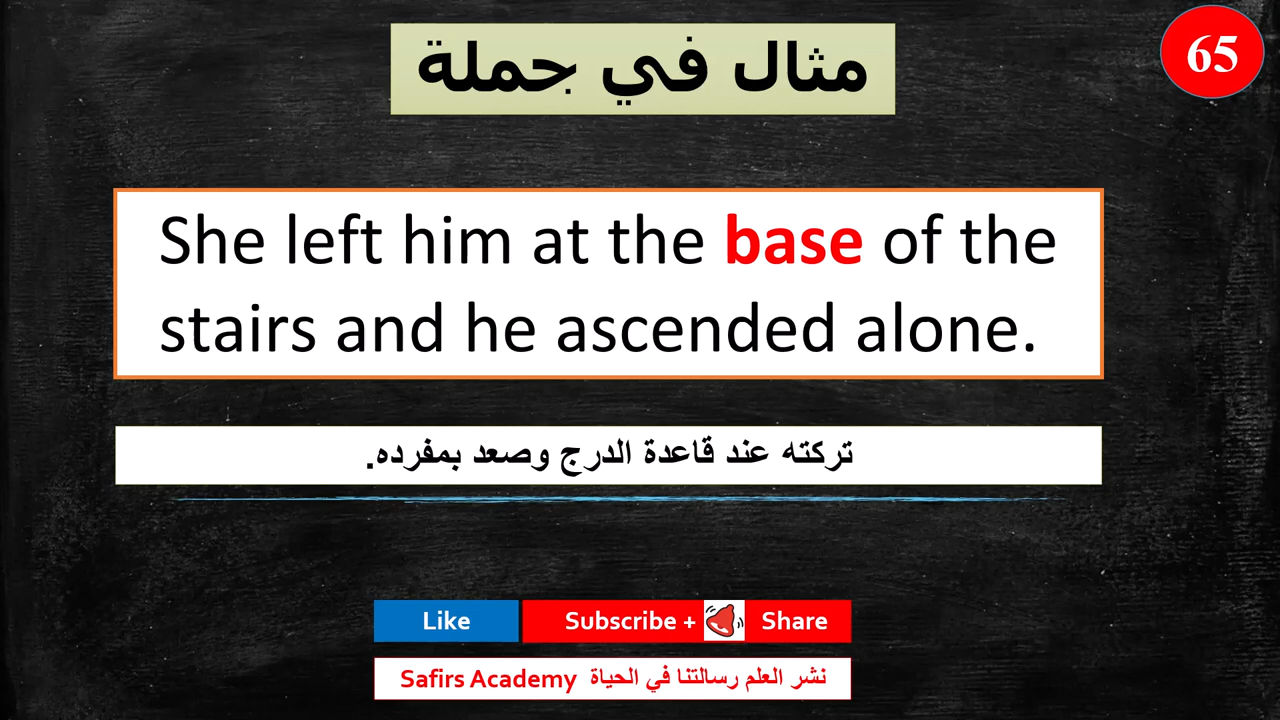 65
مثال في جملة
She left him at the base of the
stairs and he ascended alone.
تركته عند قاعدة الدرج وصعد بمفرده.
Like Subscribe + Share
Safirs Academy نشر العلم رسالتنا في الحياة